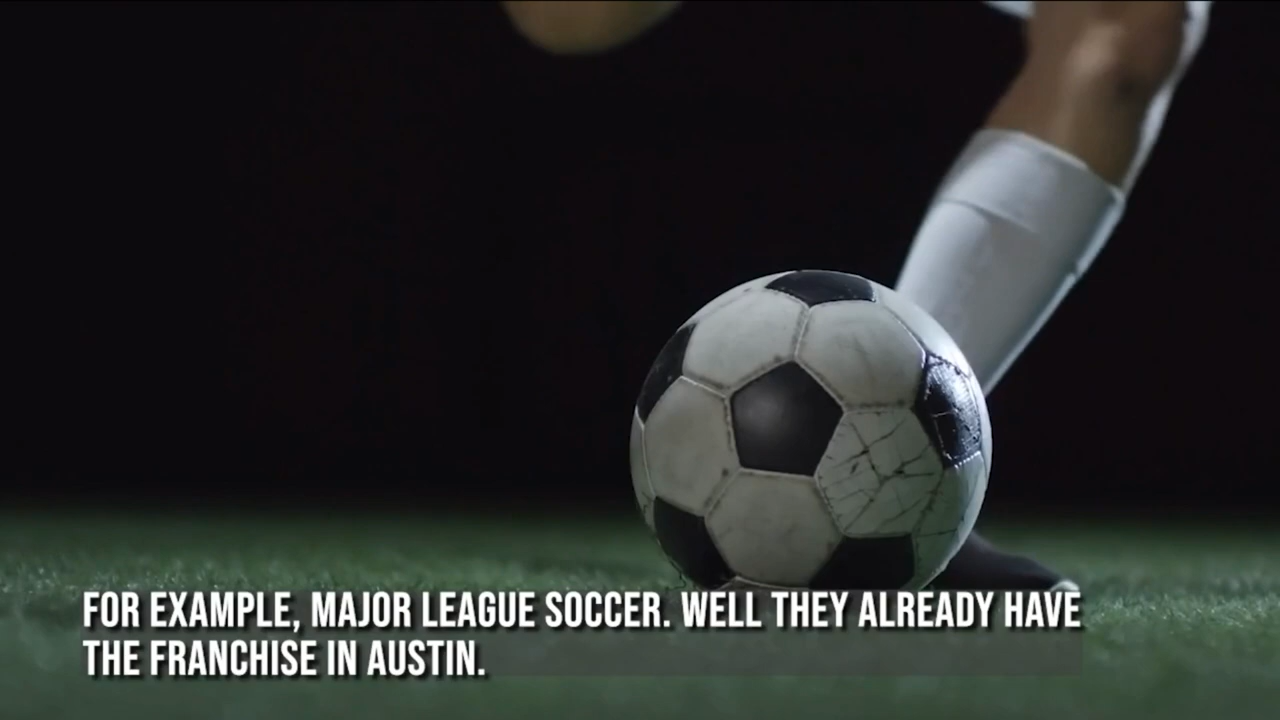 FOR EXAMPLE, MAJOR LEAGUE SOCCER. WELL THEY ALREADY HAVE
THE FRANCHISE IN AUSTIN.